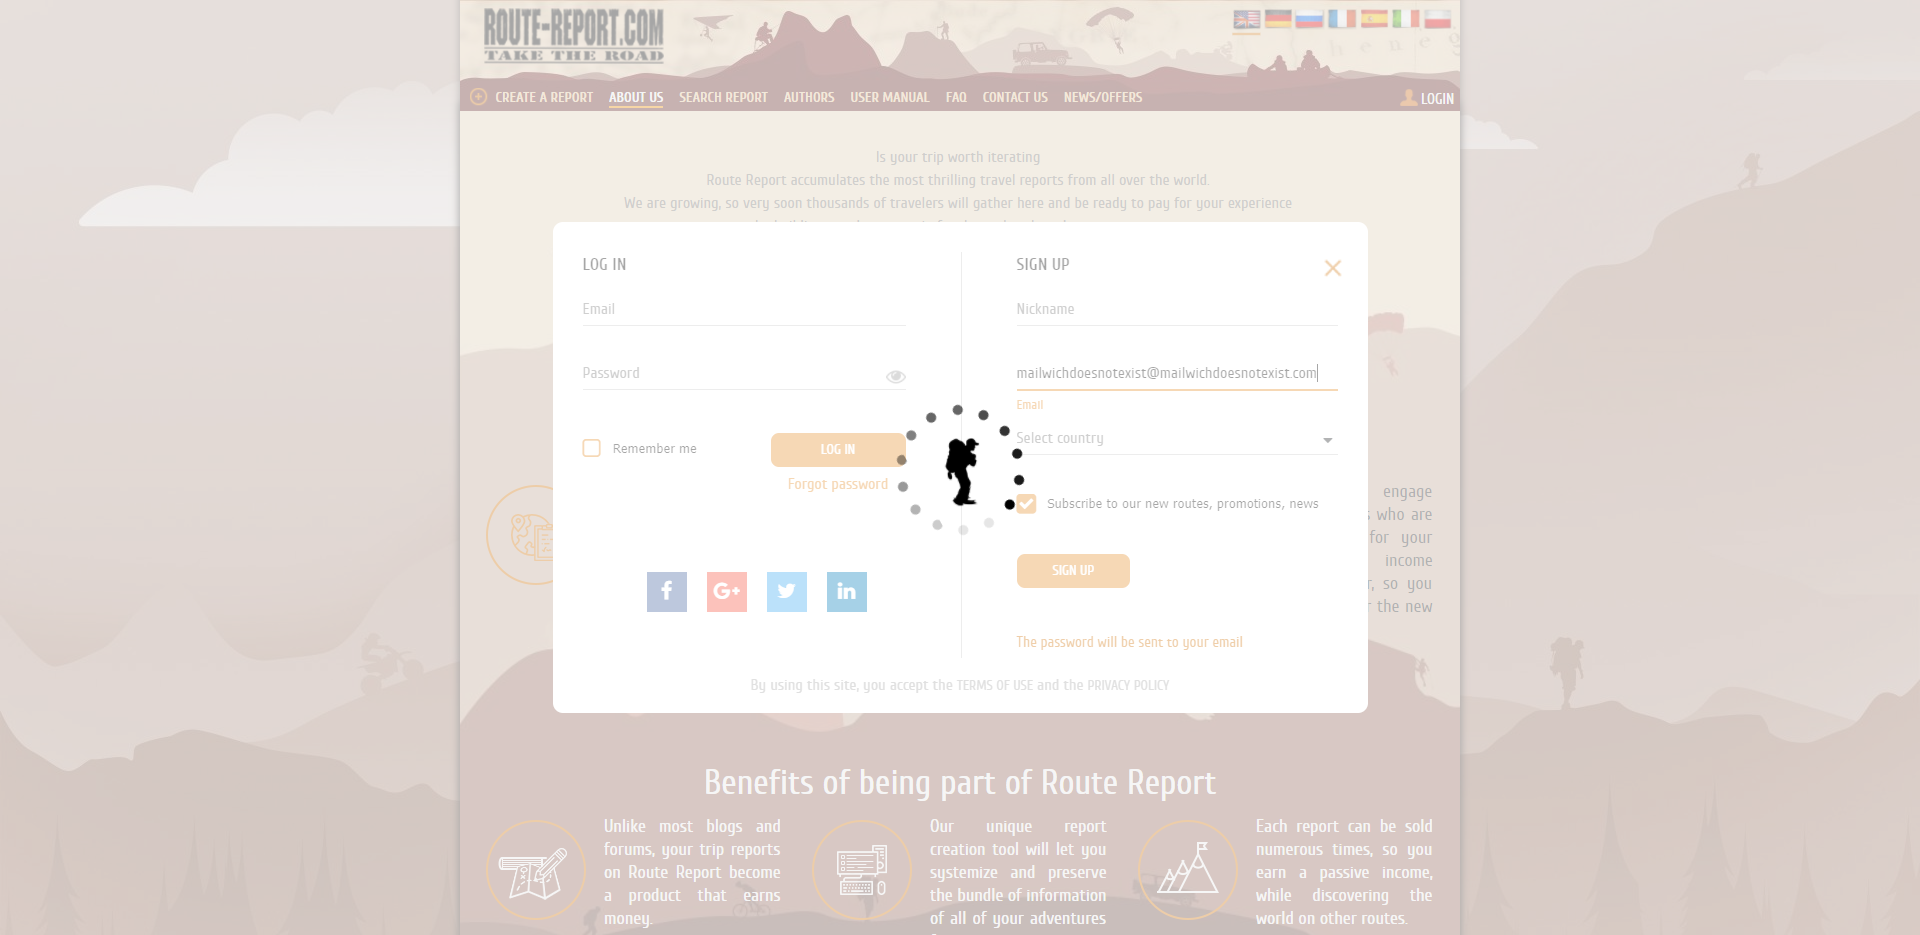 ROUTE-REPORT.COM
TAKE THE ROAD
CREATE A REPORT ABOUT US SEARCH REPORT AUTHORS USER MANUAL FAQ CONTACT US NEWS/OFFERS LOGIN
Is your trip worth iterating
Route Report accumulates the most thrilling travel reports from all over the world.
We are growing, so very soon thousands of travelers will gather here and be ready to pay for your experience
LOG IN
Email
Password
Remember me
LOG IN
Forgot password
SIGN UP
Nickname
mailwichdoesnotexist@mailwichdoesnotexist.com
Email
Select country
Subscribe to our new routes, promotions, news
SIGN UP
The password will be sent to your email
By using this site, you accept the TERMS OF USE and the PRIVACY POLICY
engage
who are
for your
income
so you
the new
Benefits of being part of Route Report
Unlike most blogs and
forums, your trip reports
on Route Report become
a product that earns
money.
Our unique report
creation tool will let you
systemize and preserve
the bundle of information
of all of your adventures
Each report can be sold
numerous times, so you
earn a passive income,
while discovering the
world on other routes.